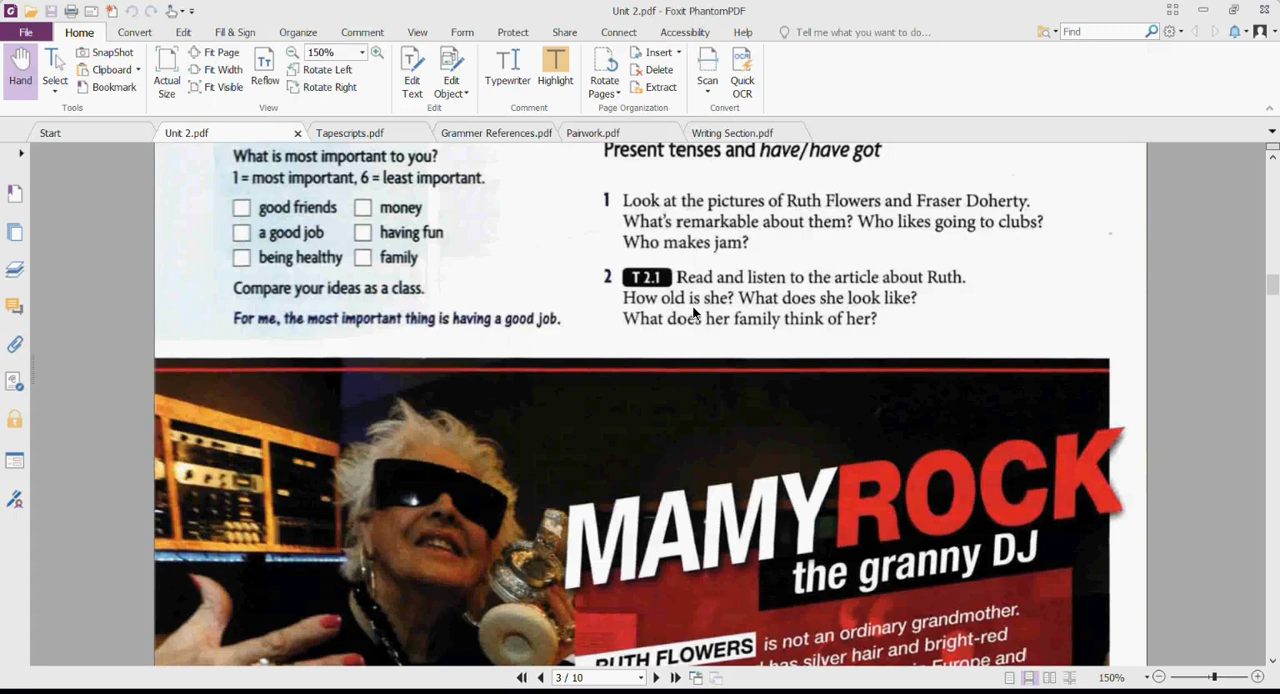 Unit 2.pdf - Foxit PhantomPDF
File Home Convert Edit Fill & Sign Organize Comment View Form Protect Share Connect Accessibility Help Tell me what you want to do... Find
Hand Select SnapShot Clipboard Bookmark Actual Size Fit Page Fit Width Fit Visible Reflow 150% Rotate Left Rotate Right Edit Text Edit Object Typewriter Highlight Rotate Pages Insert Delete Extract Scan Quick OCR
Tools View Edit Comment Page Organization Convert
Start Unit 2.pdf Tapescripts.pdf Grammer References.pdf Pairwork.pdf Writing Section.pdf
What is most important to you?
1 = most important, 6 = least important.
good friends money
a good job having fun
being healthy family
Compare your ideas as a class.
For me, the most important thing is having a good job.
Present tenses and have/have got
1 Look at the pictures of Ruth Flowers and Fraser Doherty.
What's remarkable about them? Who likes going to clubs?
Who makes jam?
2 T 2.1 Read and listen to the article about Ruth.
How old is she? What does she look like?
What does her family think of her?
MAMYROCK
the granny DJ
RUTH FLOWERS is not an ordinary grandmother.
has silver hair and bright-red
Europe and
3 / 10
150%